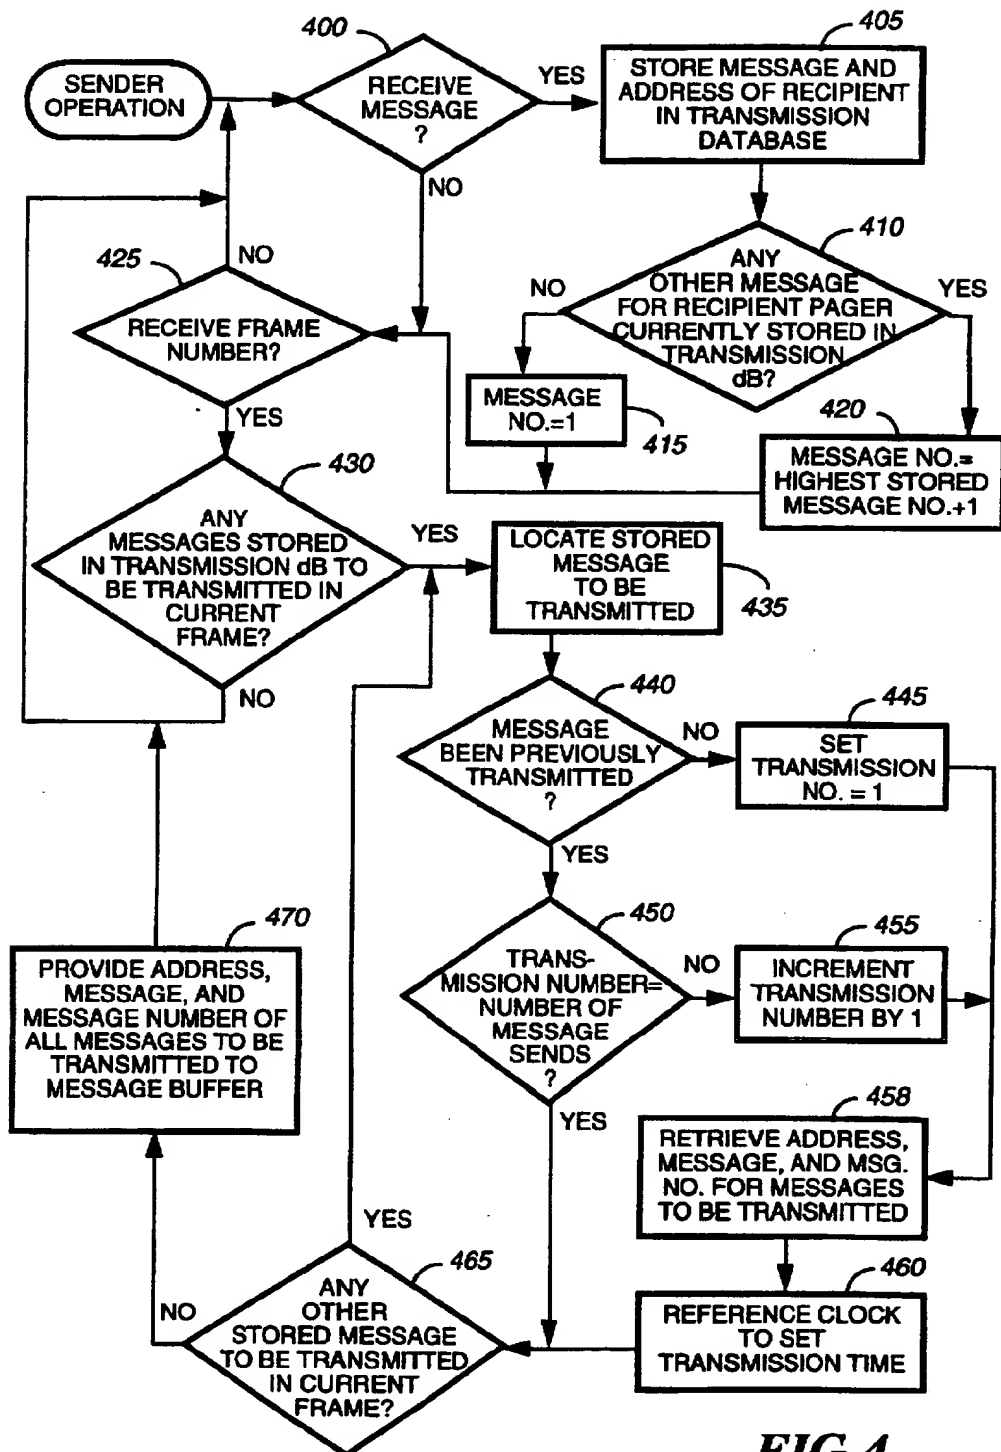 SENDER
OPERATION
400
RECEIVE
MESSAGE
?
YES
NO
405
STORE MESSAGE AND
ADDRESS OF RECIPIENT
IN TRANSMISSION
DATABASE
410
ANY
OTHER MESSAGE
FOR RECIPIENT PAGER
CURRENTLY STORED IN
TRANSMISSION
dB?
NO
YES
MESSAGE
NO.=1
415
420
MESSAGE NO.=
HIGHEST STORED
MESSAGE NO.+1
425
NO
RECEIVE FRAME
NUMBER?
YES
430
ANY
MESSAGES STORED
IN TRANSMISSION dB TO
BE TRANSMITTED IN
CURRENT
FRAME?
YES
NO
LOCATE STORED
MESSAGE
TO BE
TRANSMITTED
435
440
MESSAGE
BEEN PREVIOUSLY
TRANSMITTED
?
NO
YES
445
SET
TRANSMISSION
NO. = 1
450
TRANS-
MISSION NUMBER=
NUMBER OF
MESSAGE
SENDS
?
NO
YES
455
INCREMENT
TRANSMISSION
NUMBER BY 1
458
RETRIEVE ADDRESS,
MESSAGE, AND MSG.
NO. FOR MESSAGES
TO BE TRANSMITTED
460
REFERENCE CLOCK
TO SET
TRANSMISSION TIME
465
YES
NO
ANY
OTHER
STORED MESSAGE
TO BE TRANSMITTED
IN CURRENT
FRAME?
470
PROVIDE ADDRESS,
MESSAGE, AND
MESSAGE NUMBER OF
ALL MESSAGES TO BE
TRANSMITTED TO
MESSAGE BUFFER
FIG.4